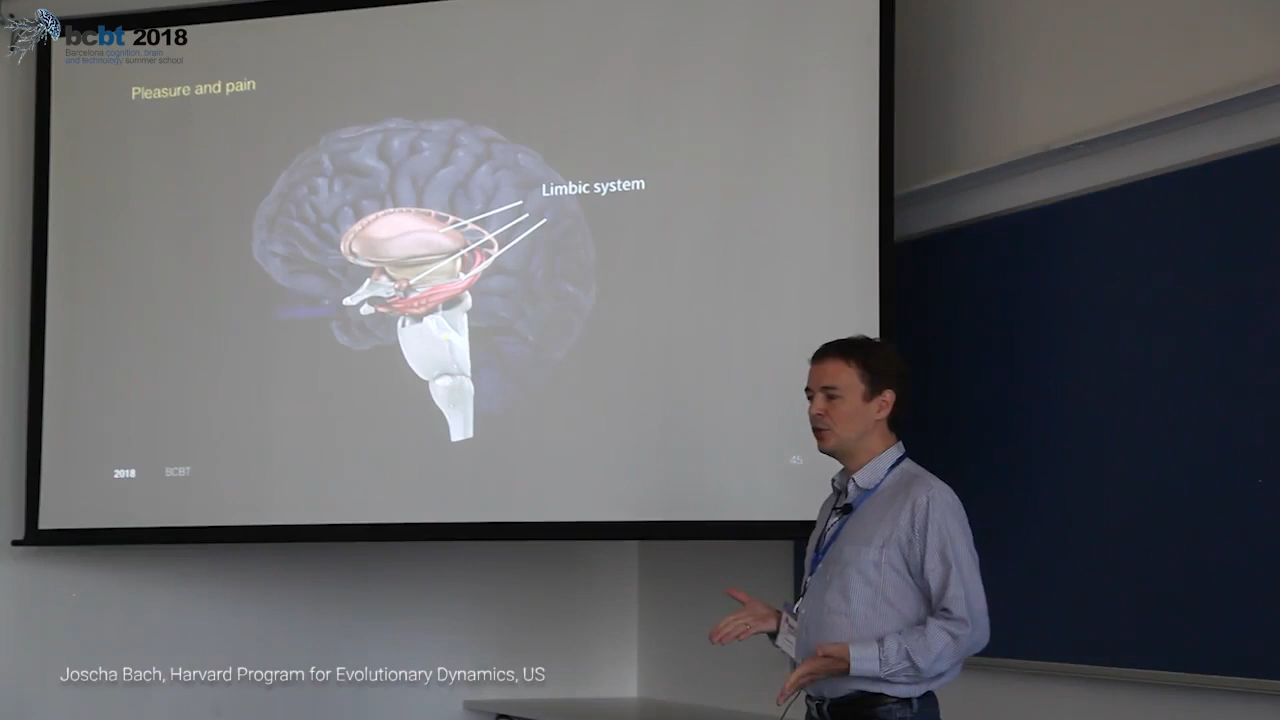 bcbt 2018
Barcelona cognition, brain
and technology summer school
Pleasure and pain
Limbic system
2018 BCBT
45
Joscha Bach, Harvard Program for Evolutionary Dynamics, US